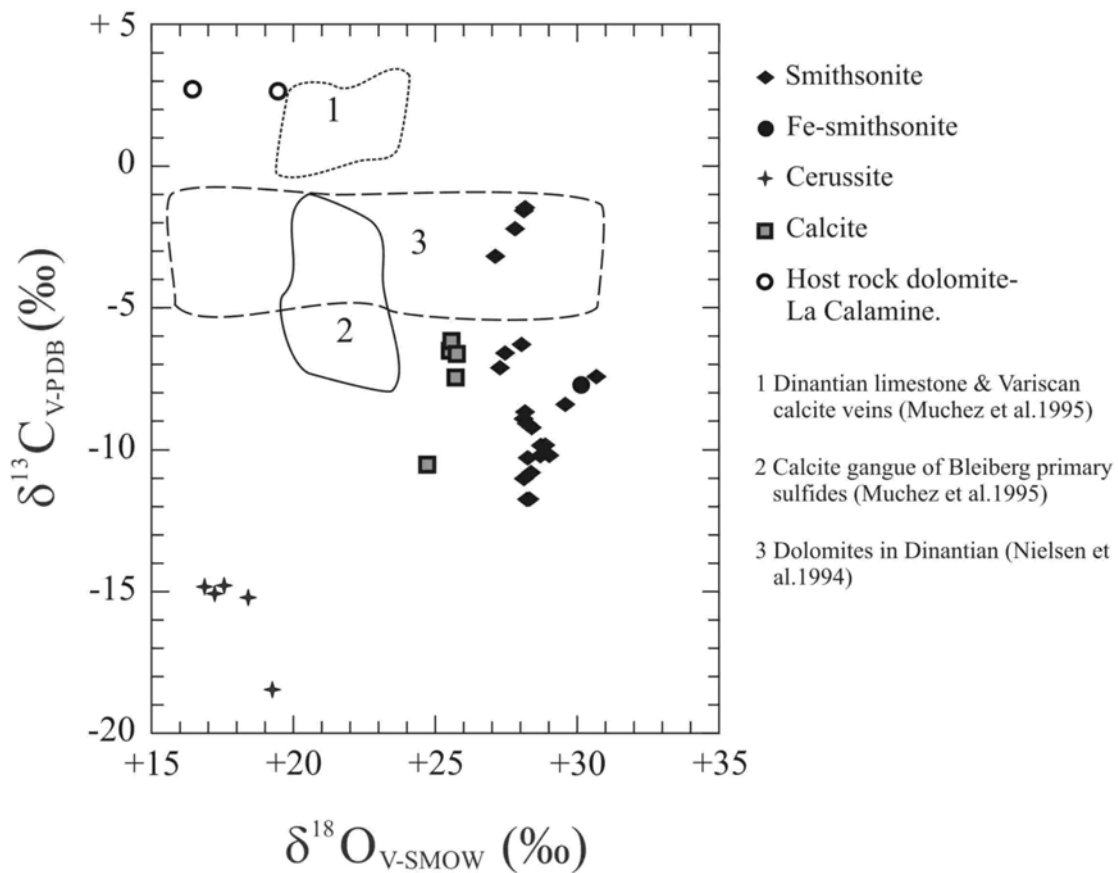 + 5
0
-5
-10
-15
-20
+15
+20
+25
+30
+35
δ13C V-PDB (‰)
δ18O V-SMOW (‰)
1
2
3
Smithsonite
Fe-smithsonite
Cerussite
Calcite
Host rock dolomite-
La Calamine.
1 Dinantian limestone & Variscan
calcite veins (Muchez et al.1995)
2 Calcite gangue of Bleiberg primary
sulfides (Muchez et al.1995)
3 Dolomites in Dinantian (Nielsen et
al.1994)